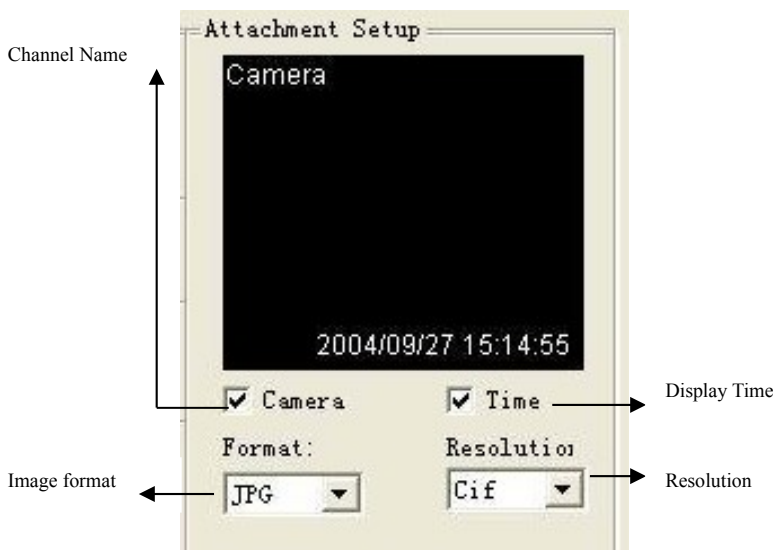 Attachment Setup
Channel Name
Camera
2004/09/27 15:14:55
Camera
Time
Display Time
Format:
Resolution
Image format
JPG
Cif
Resolution